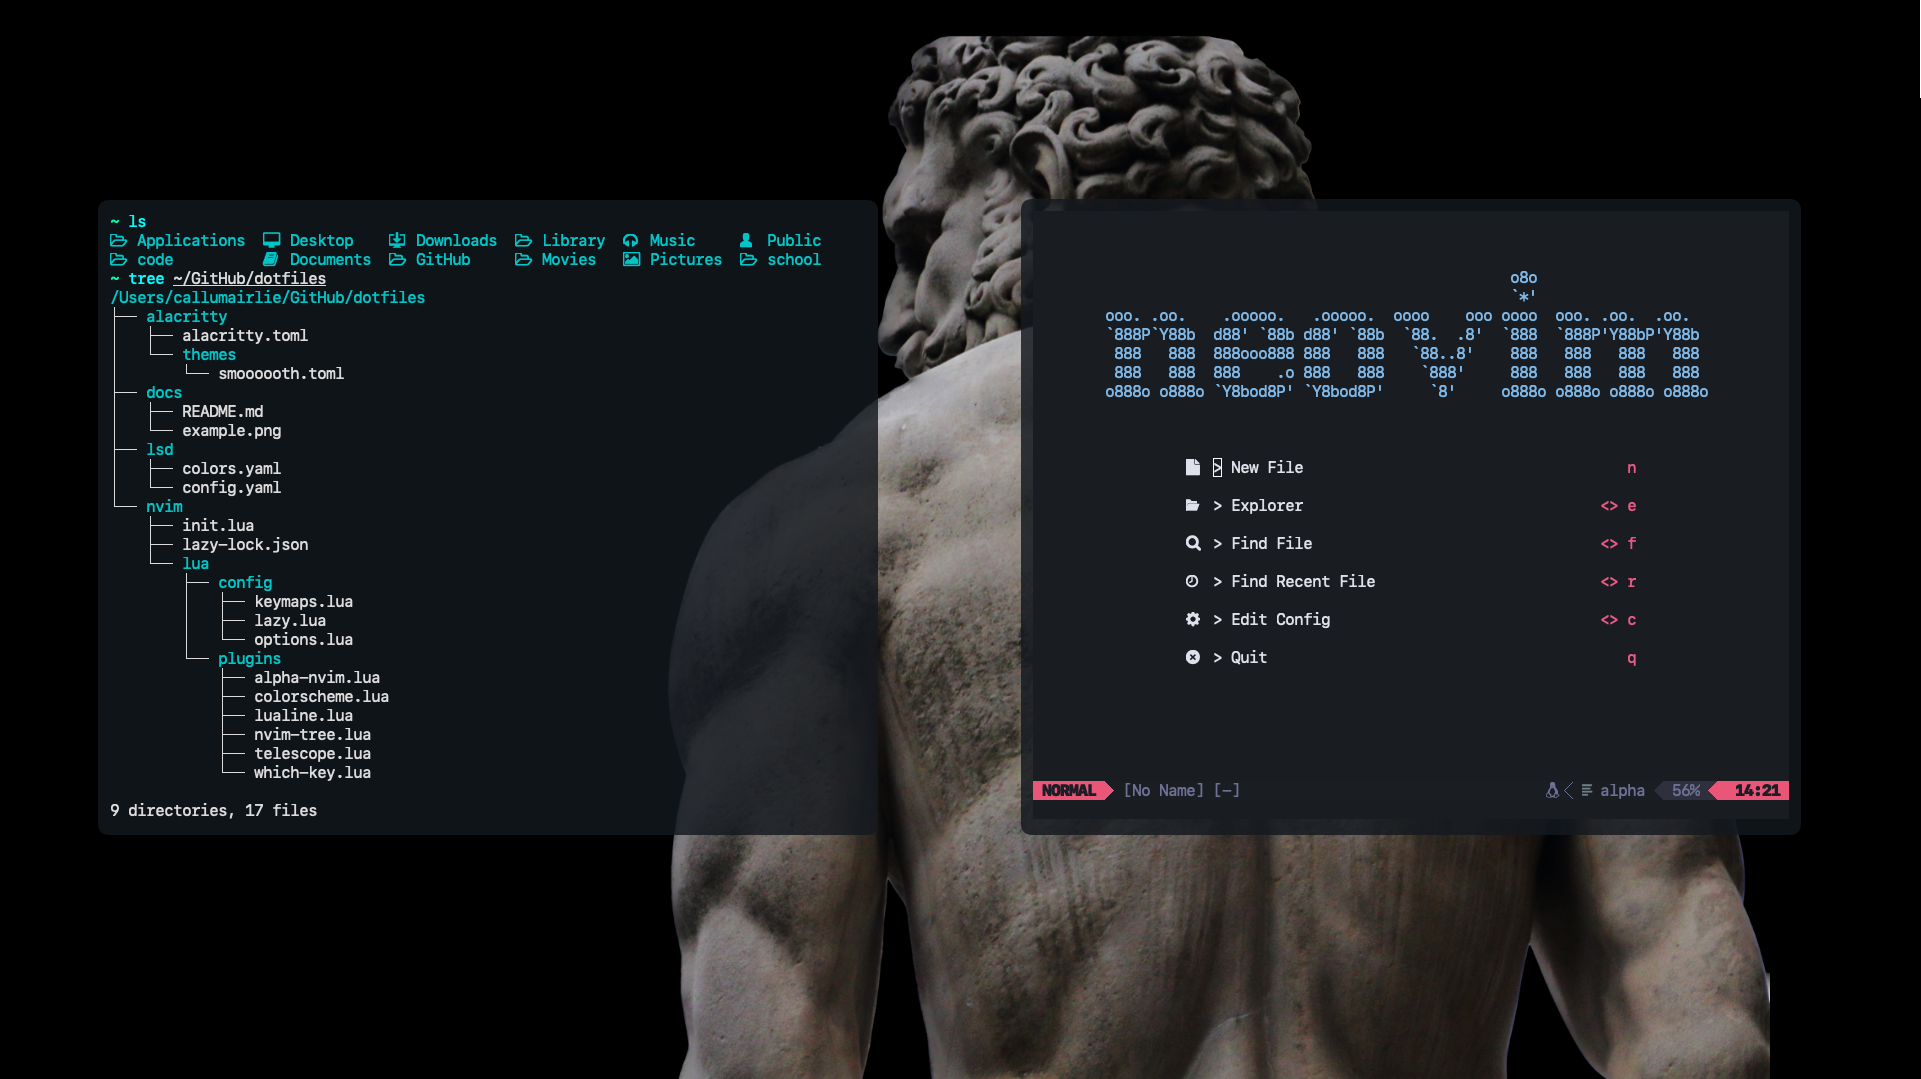 ~ ls
Applications Desktop Downloads Library Music Public
code Documents GitHub Movies Pictures school
~ tree ~/GitHub/dotfiles
/Users/callumairlie/GitHub/dotfiles
├── alacritty
│   ├── alacritty.toml
│   └── themes
│       └── smoooooth.toml
├── docs
│   ├── README.md
│   └── example.png
├── lsd
│   ├── colors.yaml
│   └── config.yaml
└── nvim
    ├── init.lua
    ├── lazy-lock.json
    └── lua
        ├── config
        │   ├── keymaps.lua
        │   ├── lazy.lua
        │   └── options.lua
        └── plugins
            ├── alpha-nvim.lua
            ├── colorscheme.lua
            ├── lualine.lua
            ├── nvim-tree.lua
            ├── telescope.lua
            └── which-key.lua
9 directories, 17 files
                                             o8o
                                             `*'
ooo. .oo.    .ooooo.   .ooooo.  oooo    ooo oooo  ooo. .oo.  .oo.
`888P`Y88b  d88' `88b d88' `88b  `88.  .8'  `888  `888P'Y88bP'Y88b
 888   888  888ooo888 888   888   `88..8'    888   888   888   888
 888   888  888    .o 888   888    `888'     888   888   888   888
o888o o888o `Y8bod8P' `Y8bod8P'     `8'     o888o o888o o888o o888o
> New File n
> Explorer <> e
> Find File <> f
> Find Recent File <> r
> Edit Config <> c
> Quit q
NORMAL [No Name] [-] alpha 56% 14:21